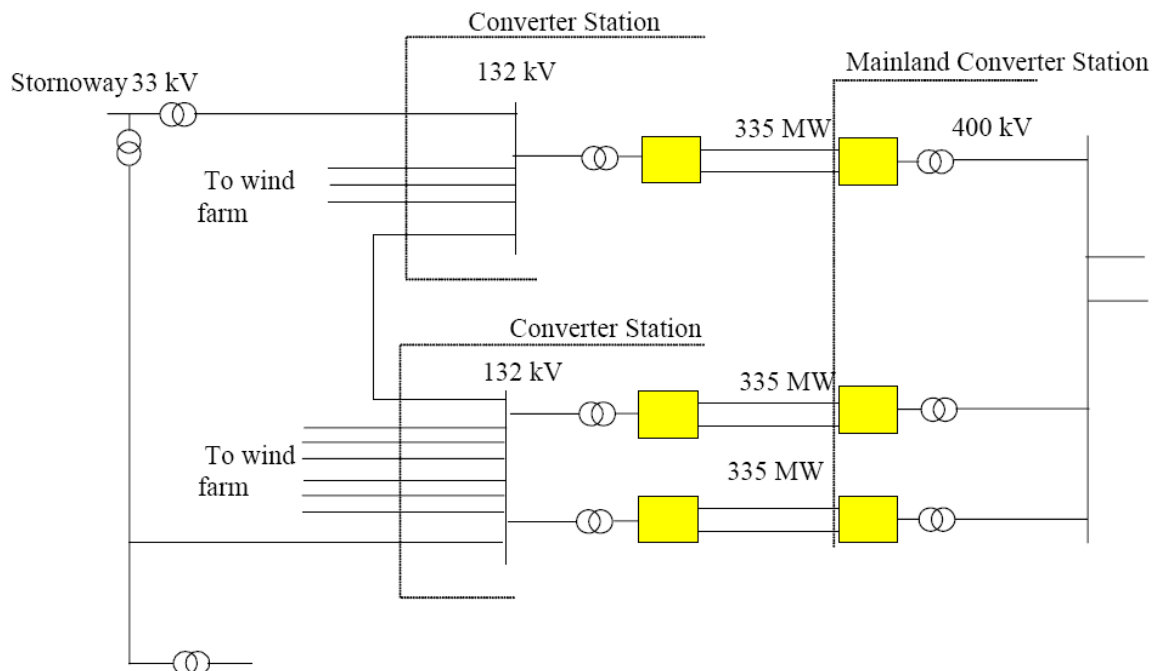 Converter Station
Mainland Converter Station
Stornoway 33 kV
132 kV
335 MW
400 kV
To wind
farm
Converter Station
132 kV
335 MW
To wind
farm
335 MW